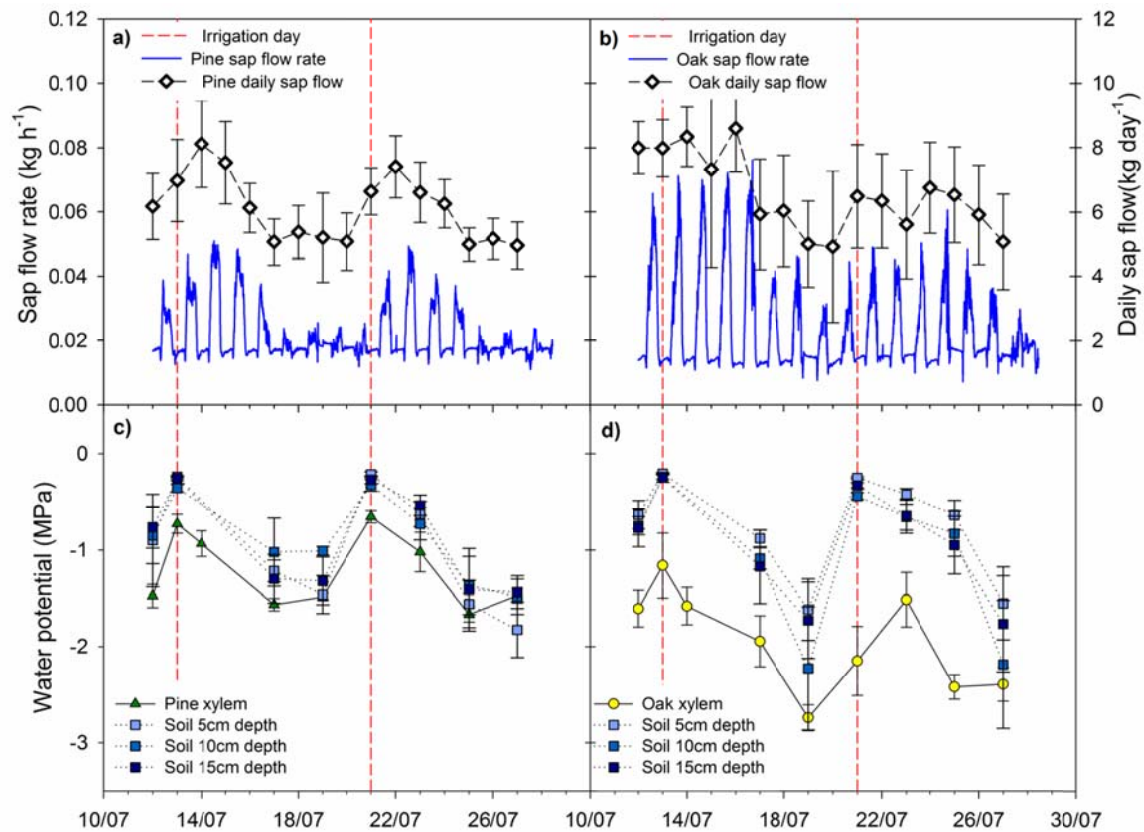 0.12
0.10
0.08
0.06
0.04
0.02
0.00
Sap flow rate (kg h⁻¹)
a)
Irrigation day
Pine sap flow rate
Pine daily sap flow
b)
Irrigation day
Oak sap flow rate
Oak daily sap flow
12
10
8
6
4
2
0
Daily sap flow(kg day⁻¹
0
-1
-2
-3
Water potential (MPa)
c)
Pine xylem
Soil 5cm depth
Soil 10cm depth
Soil 15cm depth
d)
Oak xylem
Soil 5cm depth
Soil 10cm depth
Soil 15cm depth
10/07 14/07 18/07 22/07 26/07 10/07 14/07 18/07 22/07 26/07 30/07